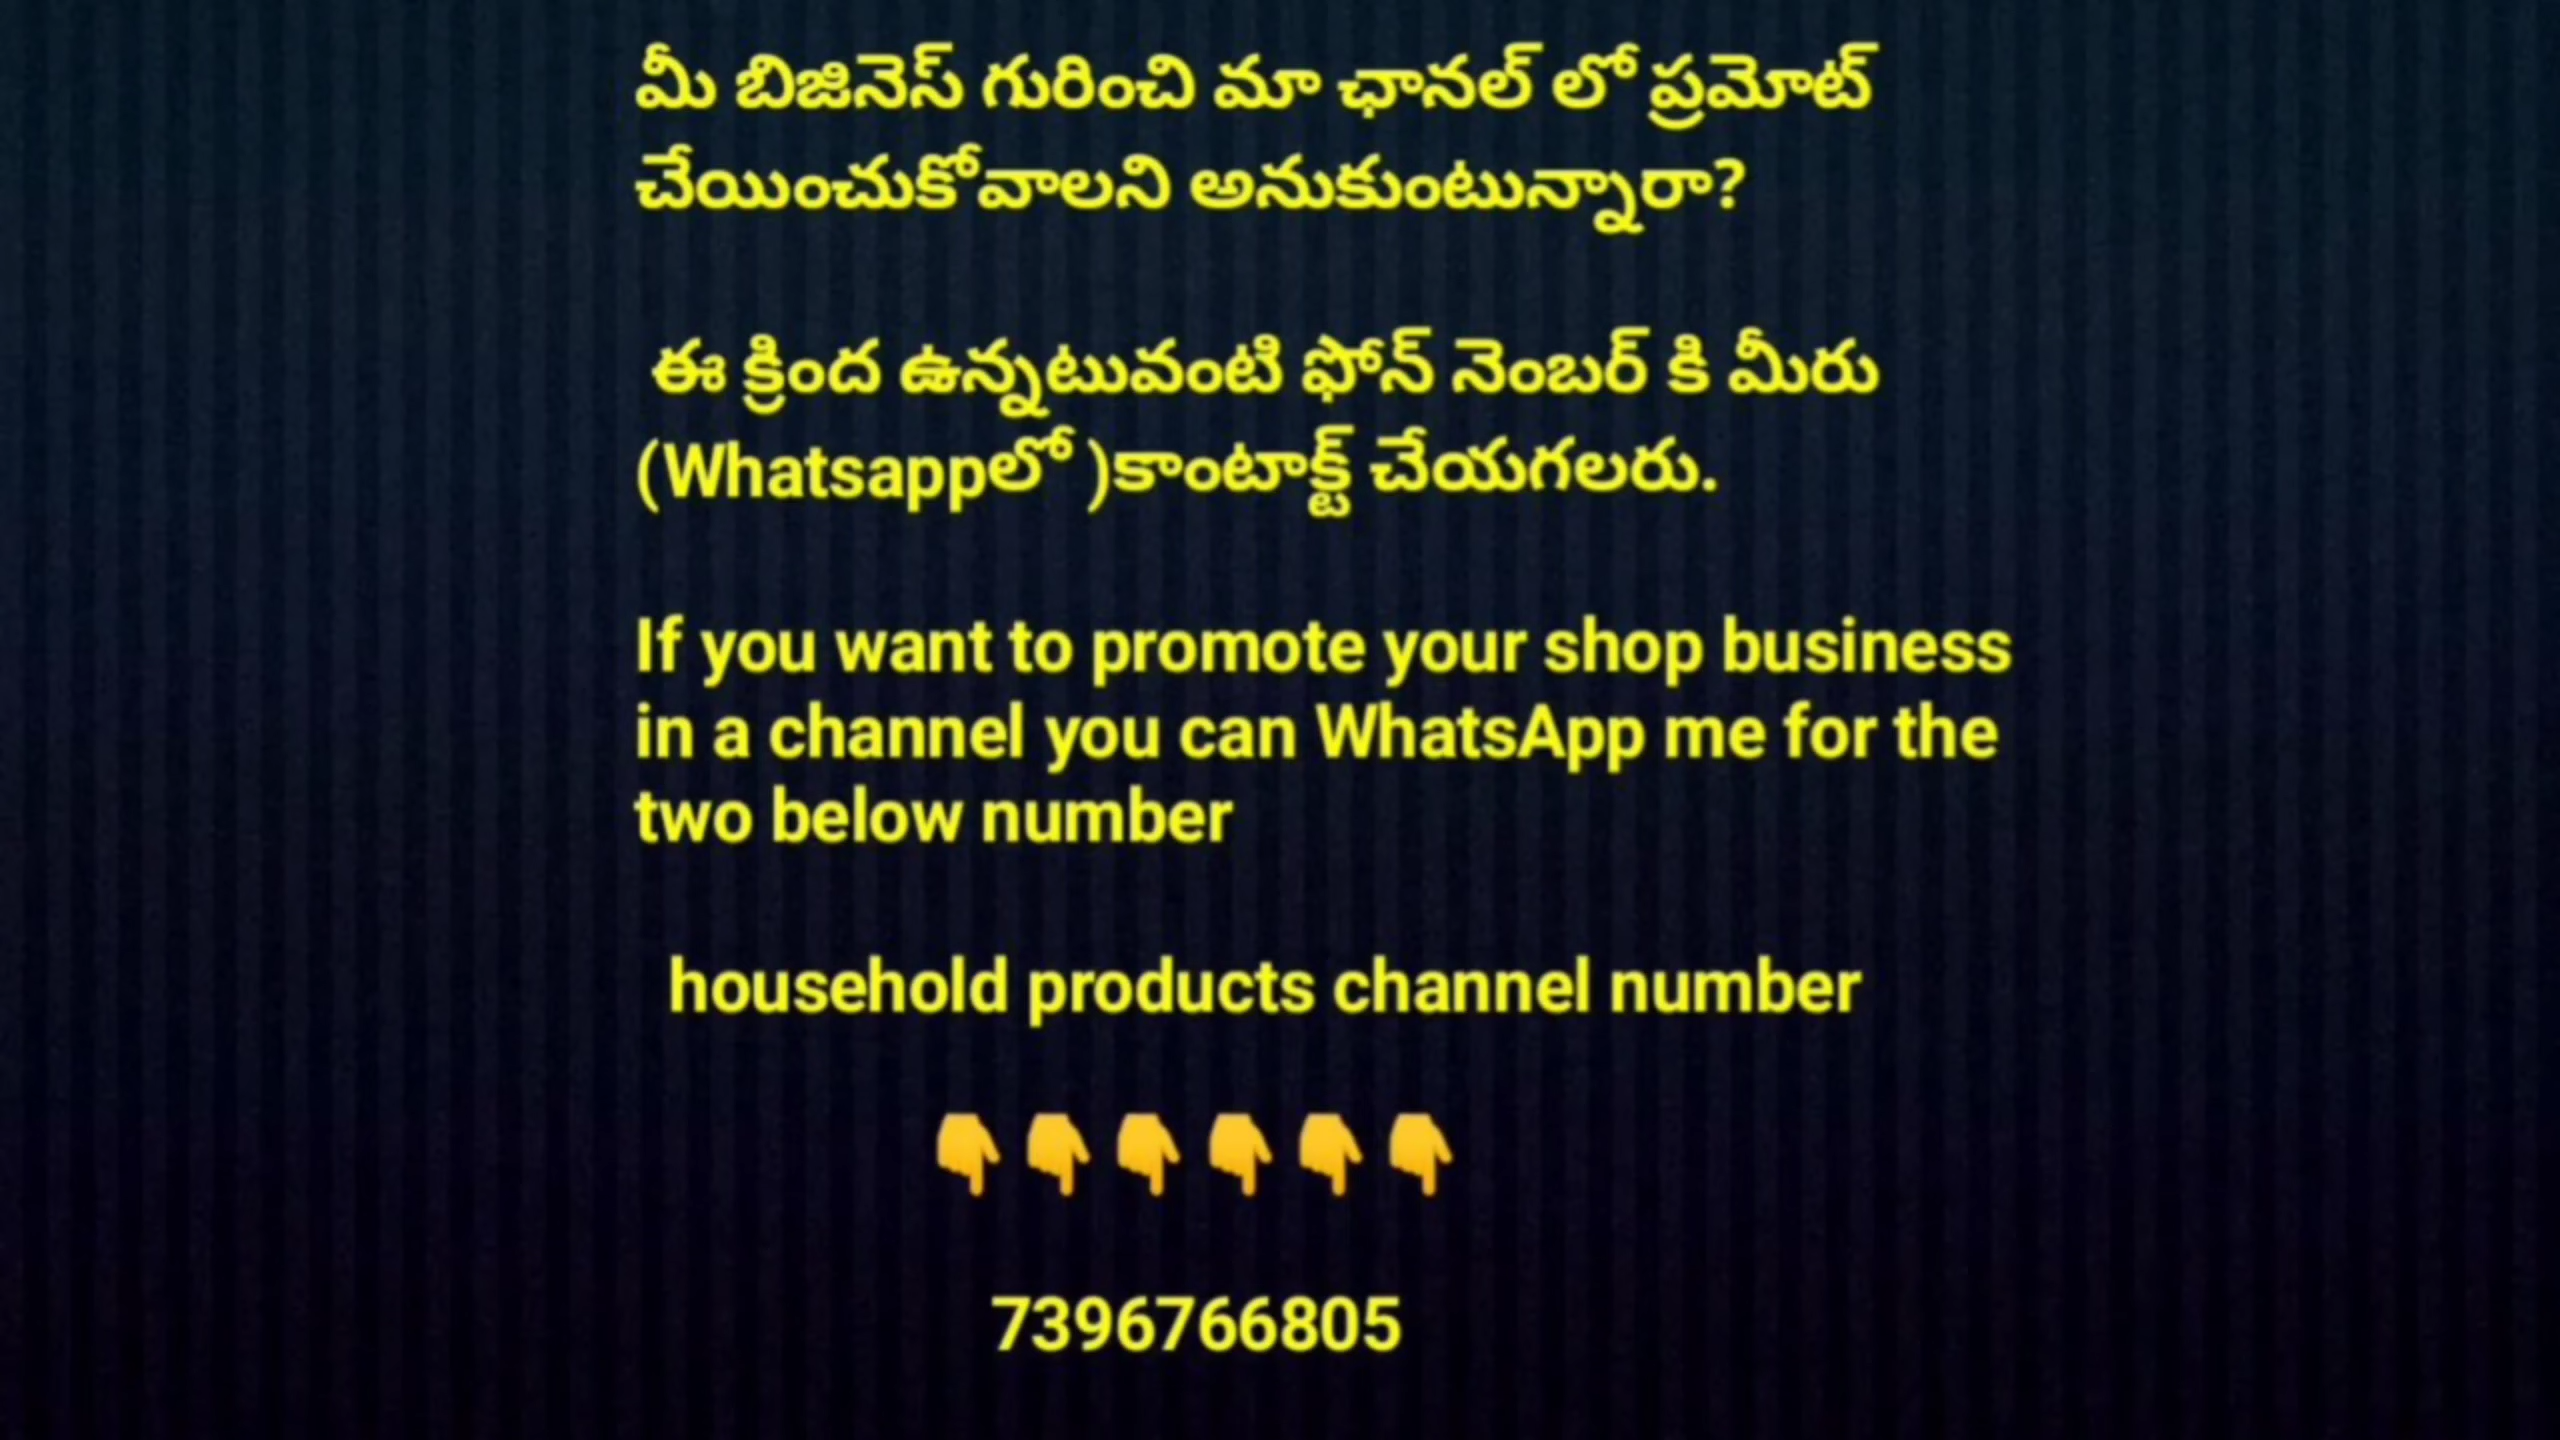 మీ బిజినెస్ గురించి మా ఛానల్ లో ప్రమోట్
చేయించుకోవాలని అనుకుంటున్నారా?
ఈ క్రింద ఉన్నటువంటి ఫోన్ నెంబర్ కి మీరు
(Whatsappలో )కాంటాక్ట్ చేయగలరు.
If you want to promote your shop business
in a channel you can WhatsApp me for the
two below number
household products channel number
👇👇👇👇👇👇
7396766805